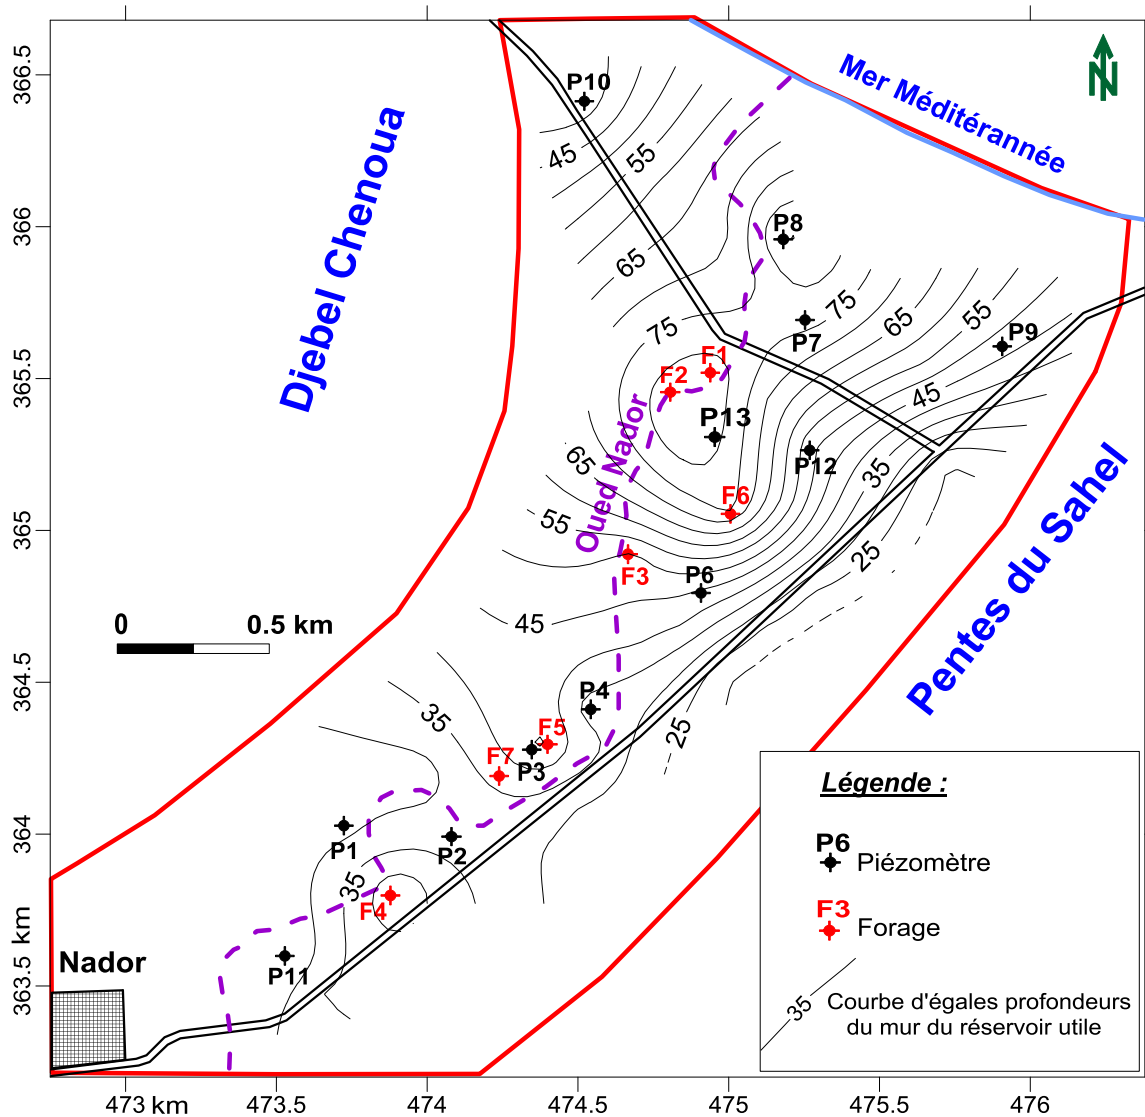 366.5
366
365.5
365
364.5
364
363.5 km
473 km
473.5
474
474.5
475
475.5
476
N
Mer Méditérannée
Djebel Chenoua
Pentes du Sahel
Oued Nador
Nador
0
0.5 km
P10
45
55
65
P8
75
75
65
55
P7
P9
F1
F2
P13
45
P12
35
65
F6
55
F3
P6
25
45
P4
35
F5
F7
P3
25
P1
P2
35
F4
P11
Légende :
P6
Piézomètre
F3
Forage
35
Courbe d'égales profondeurs
du mur du réservoir utile